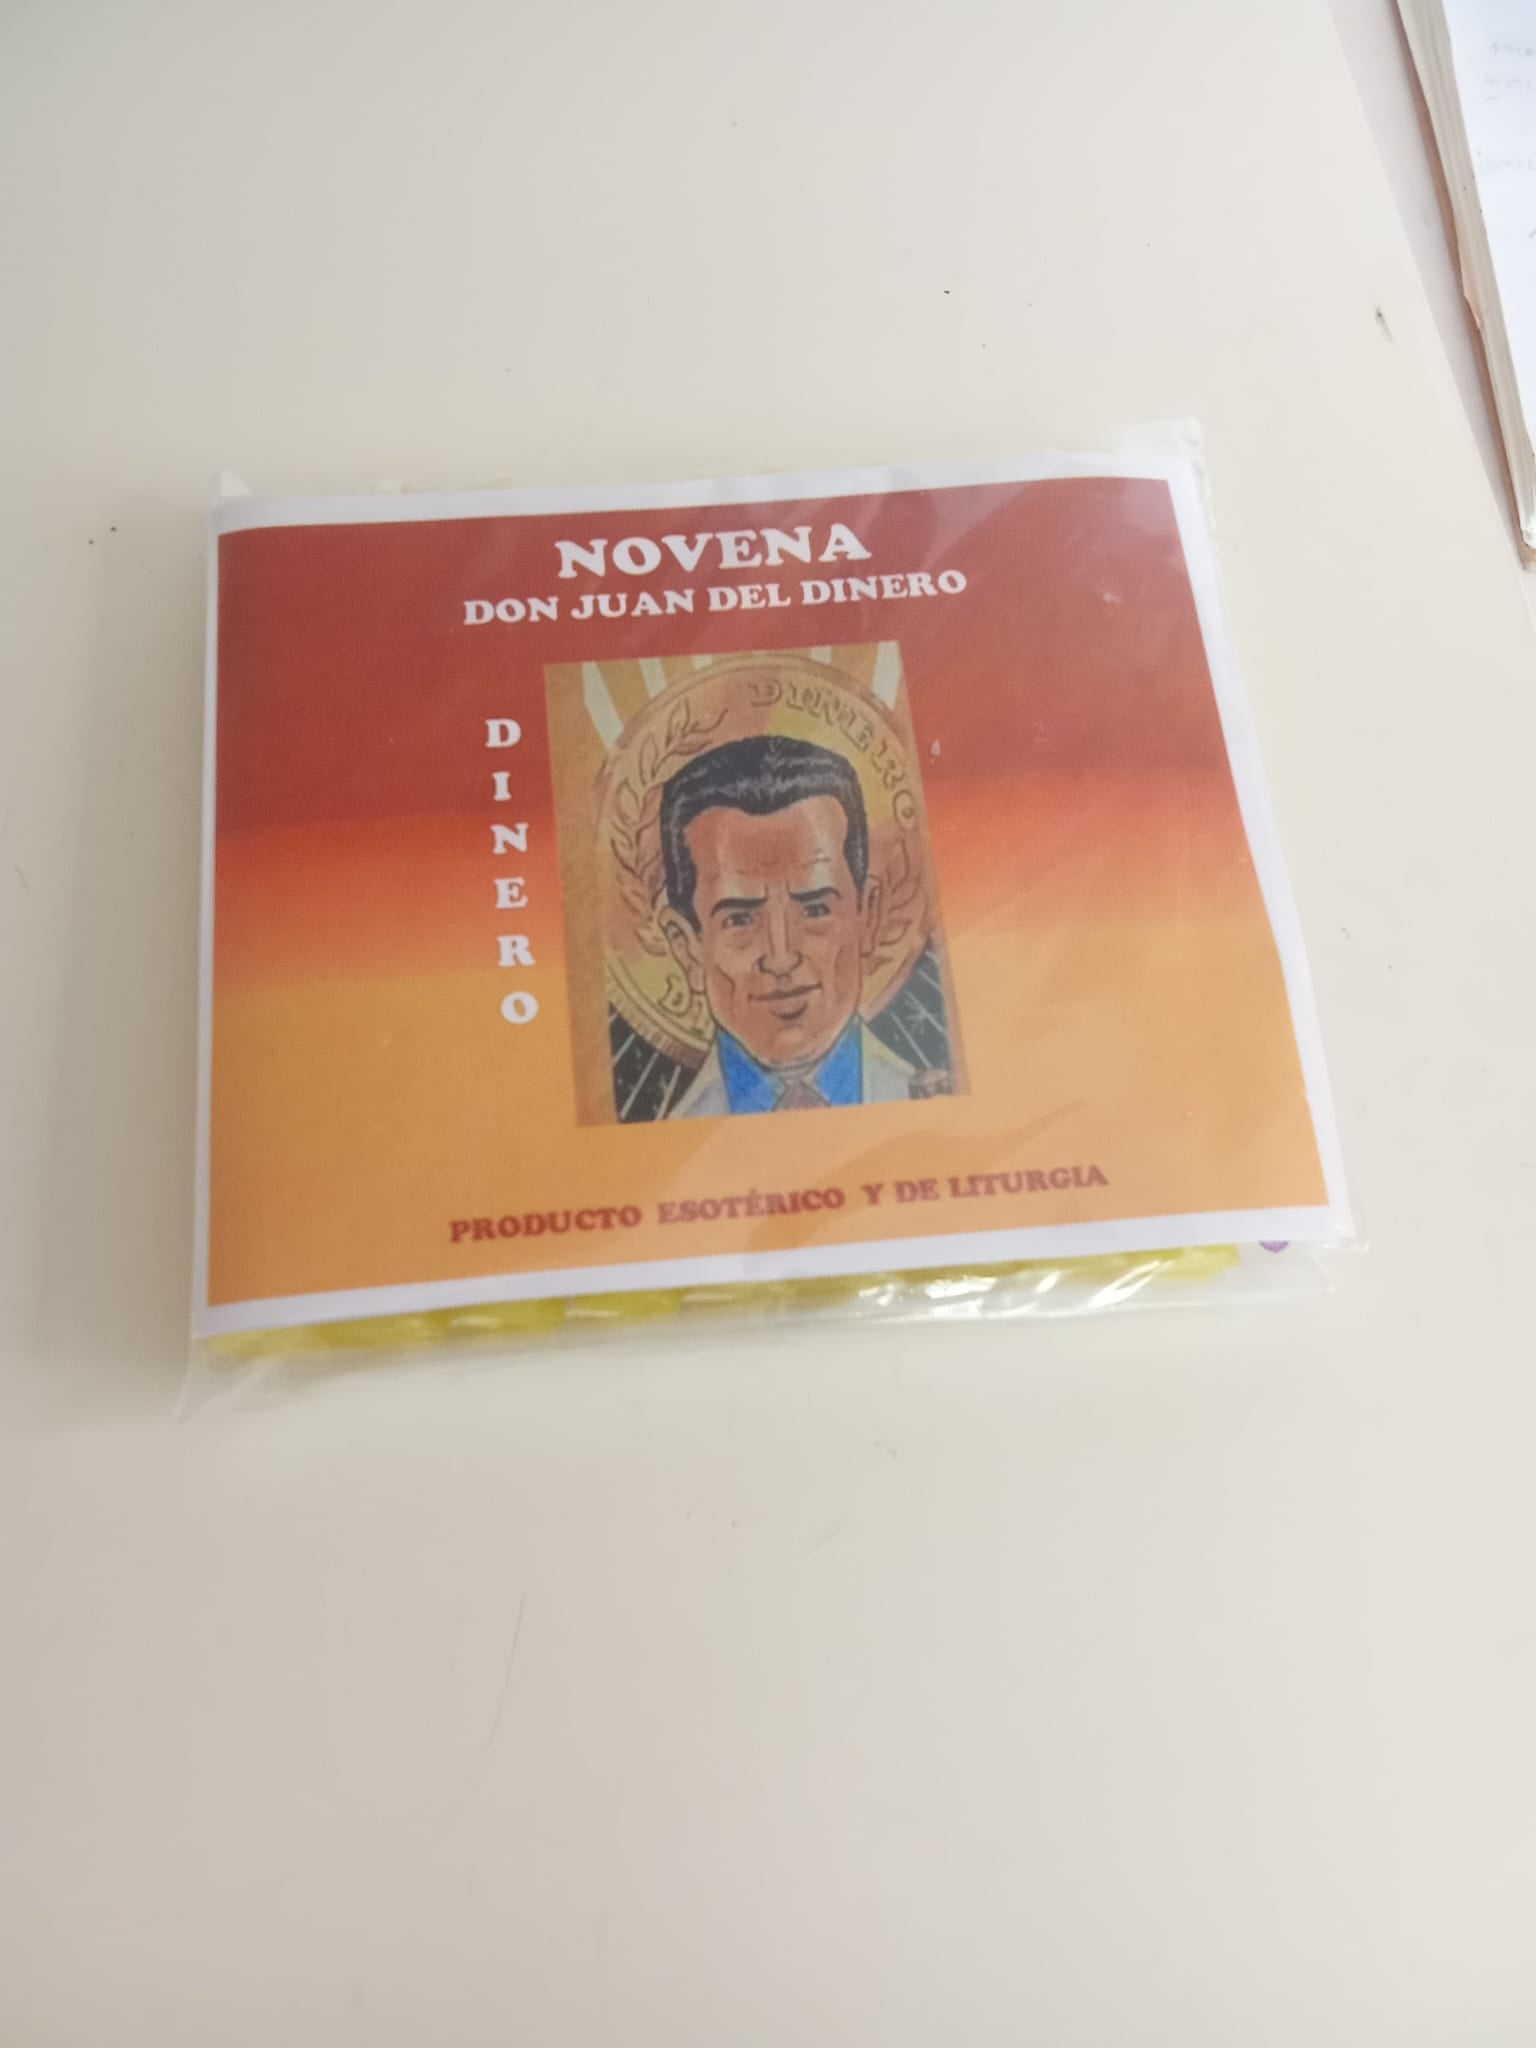 NOVENA
DON JUAN DEL DINERO
D
I
N
E
R
O
DINERO
PRODUCTO ESOTÉRICO Y DE LITURGIA